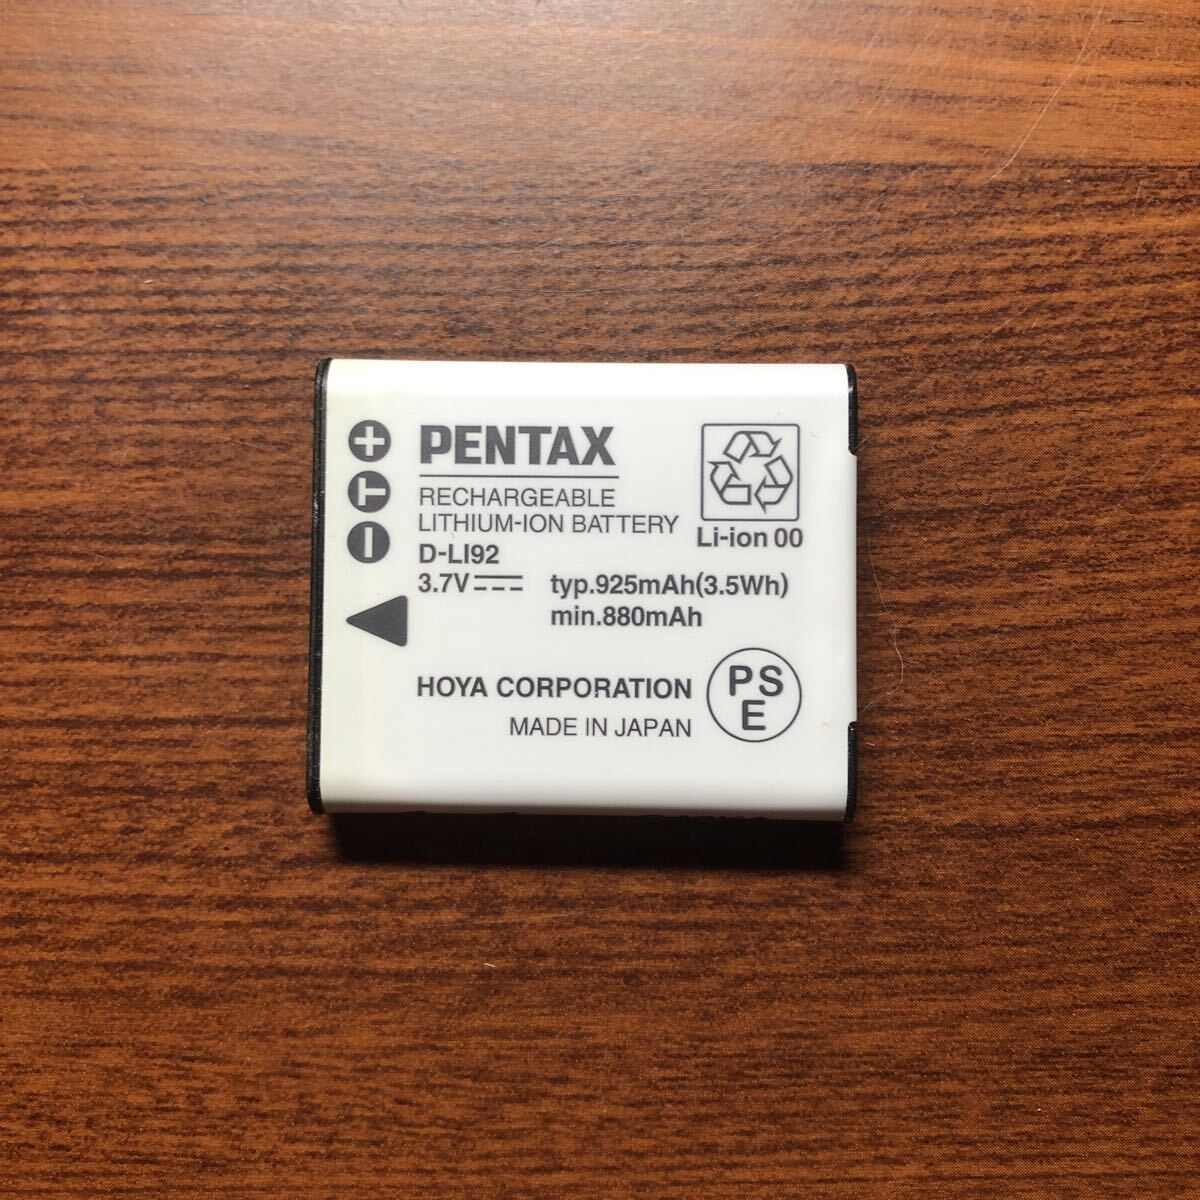 PENTAX
RECHARGEABLE
LITHIUM-ION BATTERY
D-LI92
3.7V
typ.925mAh(3.5Wh)
min.880mAh
Li-ion 00
HOYA CORPORATION
MADE IN JAPAN
PS
E
+
T
−